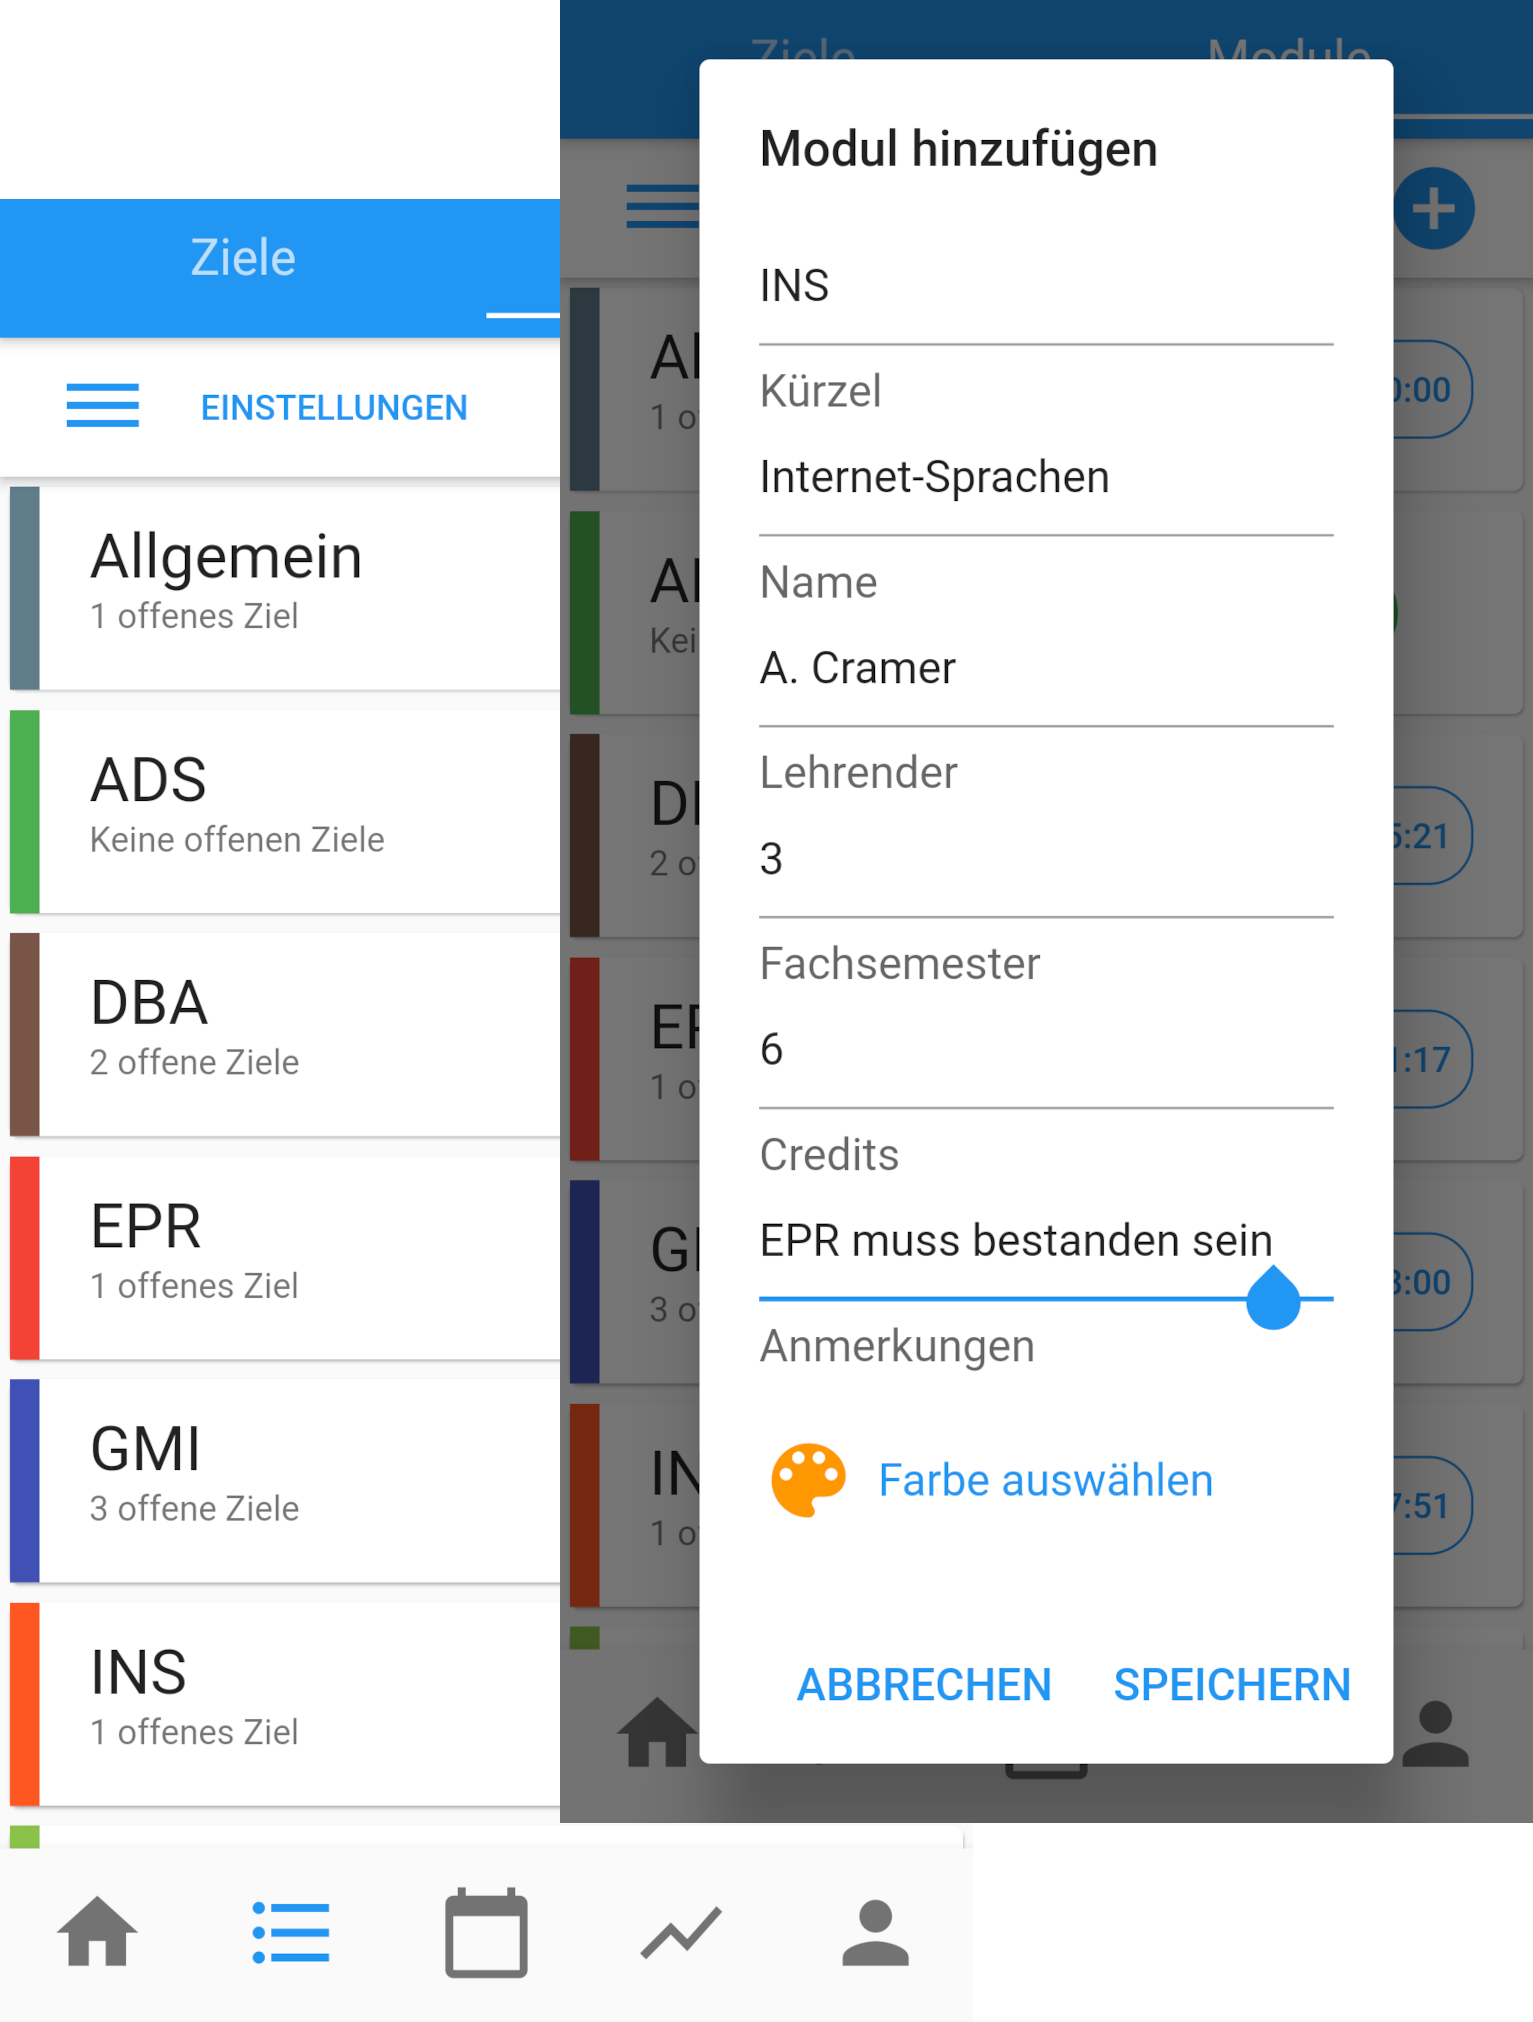 Ziele
EINSTELLUNGEN
Allgemein
1 offenes Ziel
ADS
Keine offenen Ziele
DBA
2 offene Ziele
EPR
1 offenes Ziel
GMI
3 offene Ziele
INS
1 offenes Ziel
Ziele
Module
Modul hinzufügen
INS
Kürzel
Internet-Sprachen
Name
A. Cramer
Lehrender
3
Fachsemester
6
Credits
EPR muss bestanden sein
Anmerkungen
Farbe auswählen
ABBRECHEN SPEICHERN